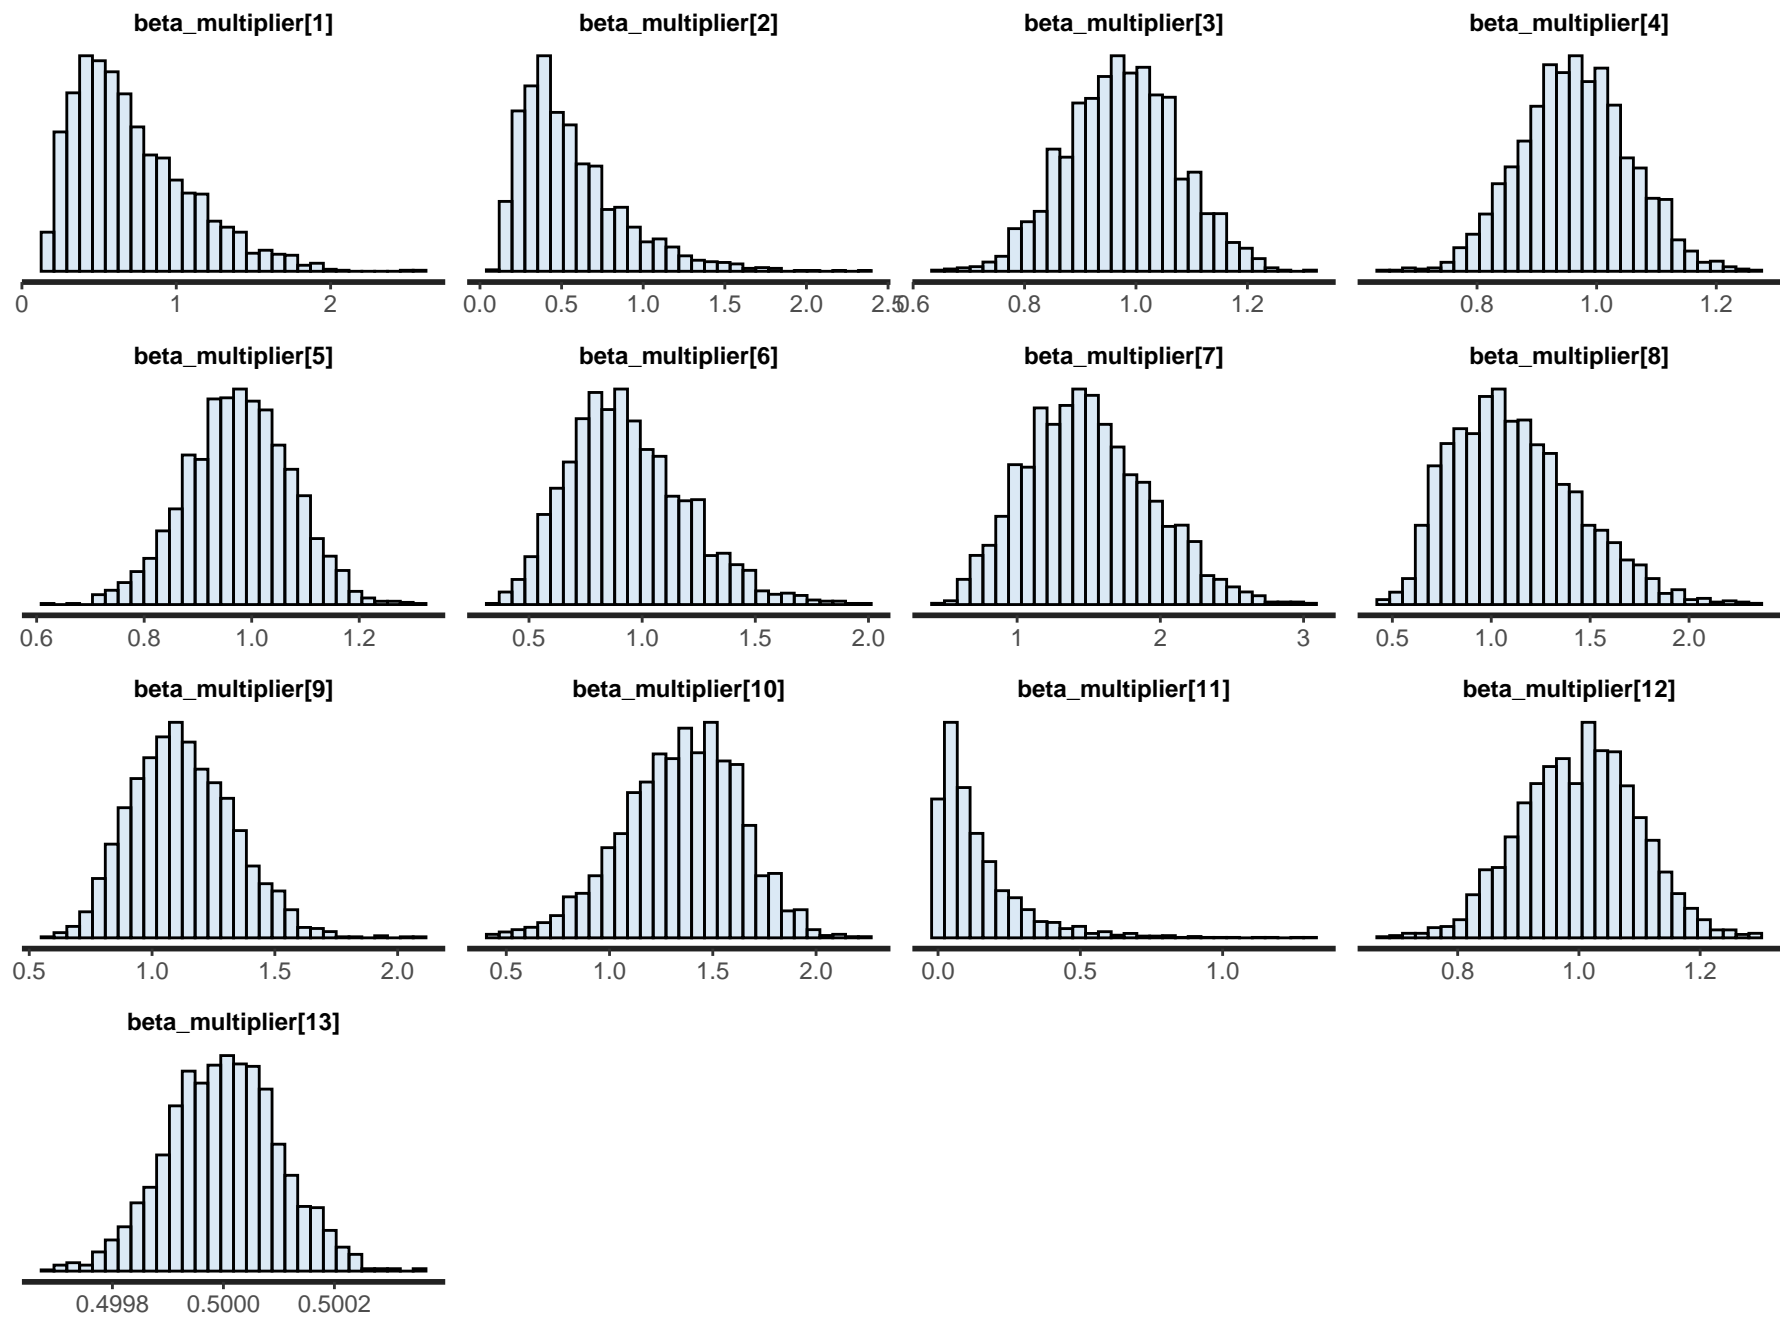 beta_multiplier[1] beta_multiplier[2] beta_multiplier[3] beta_multiplier[4]
0 1 2 0.0 0.5 1.0 1.5 2.0 2.5 0.6 0.8 1.0 1.2 0.8 1.0 1.2
beta_multiplier[5] beta_multiplier[6] beta_multiplier[7] beta_multiplier[8]
0.6 0.8 1.0 1.2 0.5 1.0 1.5 2.0 1 2 3 0.5 1.0 1.5 2.0
beta_multiplier[9] beta_multiplier[10] beta_multiplier[11] beta_multiplier[12]
0.5 1.0 1.5 2.0 0.5 1.0 1.5 2.0 0.0 0.5 1.0 0.8 1.0 1.2
beta_multiplier[13]
0.4998 0.5000 0.5002